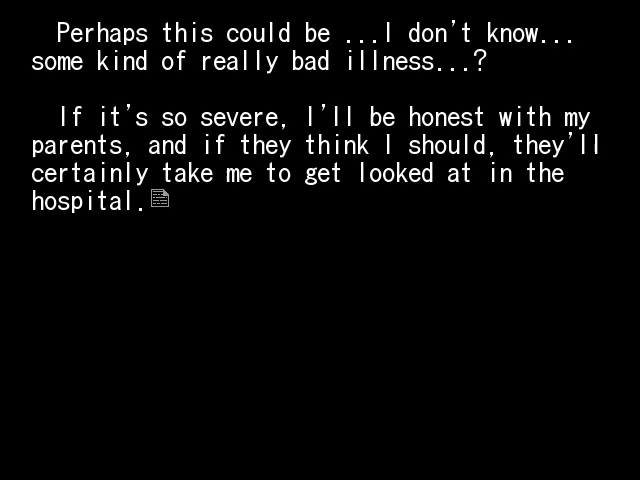 Perhaps this could be ...I don't know...
some kind of really bad illness...?
If it's so severe, I'll be honest with my
parents, and if they think I should, they'll
certainly take me to get looked at in the
hospital.